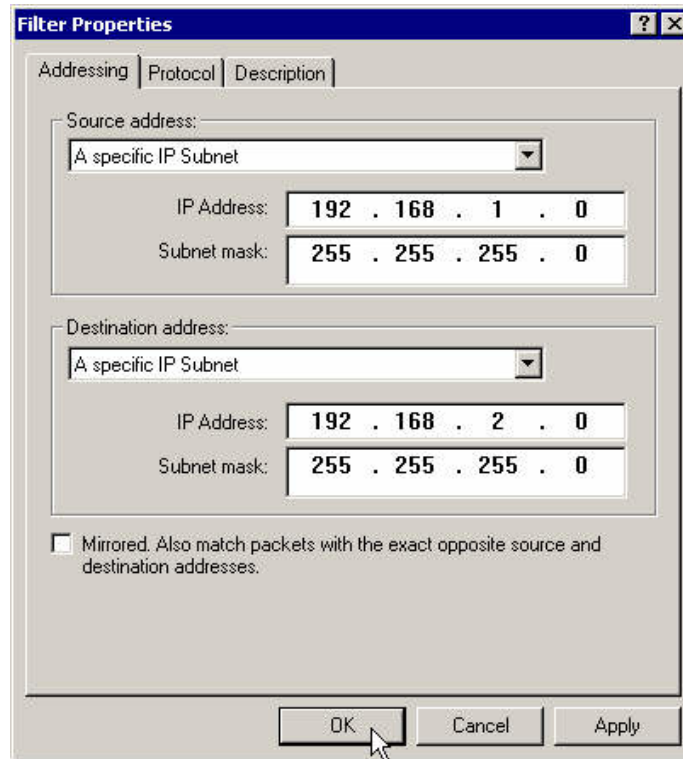 Filter Properties
Addressing Protocol Description
Source address:
A specific IP Subnet
IP Address: 192 . 168 . 1 . 0
Subnet mask: 255 . 255 . 255 . 0
Destination address:
A specific IP Subnet
IP Address: 192 . 168 . 2 . 0
Subnet mask: 255 . 255 . 255 . 0
Mirrored. Also match packets with the exact opposite source and
destination addresses.
OK Cancel Apply